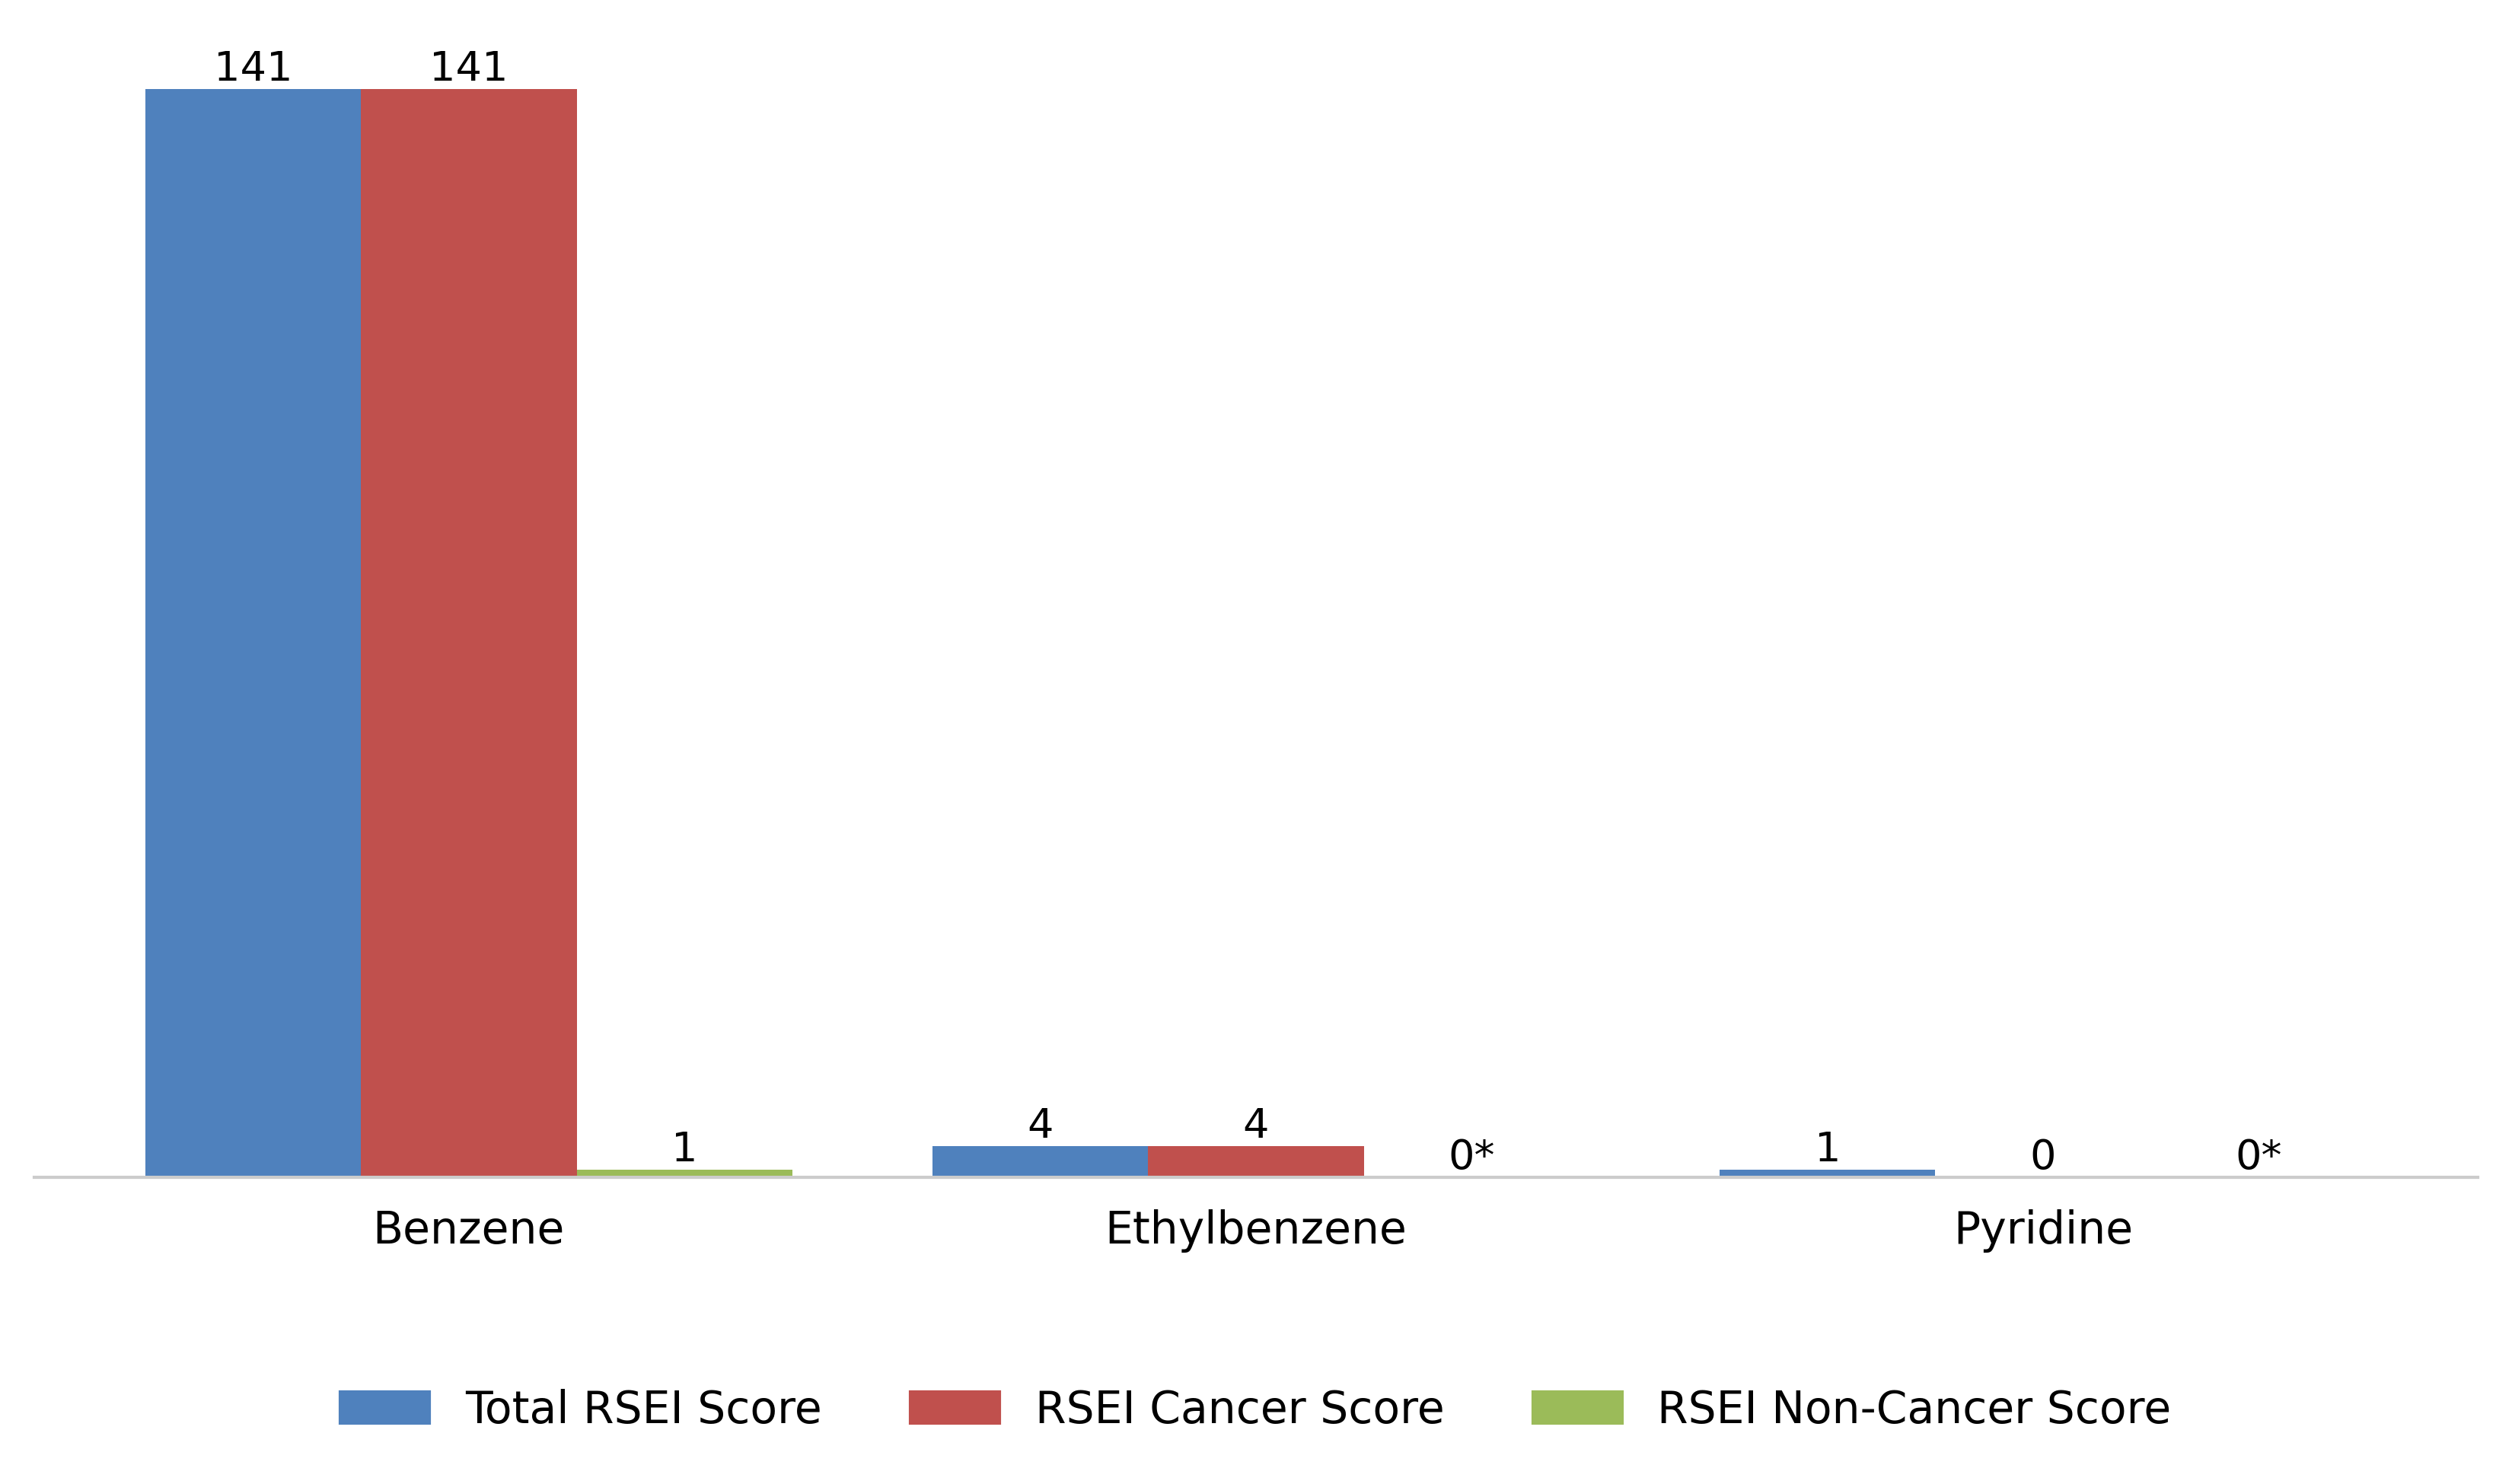 141 141
1
4 4 0*
1 0 0*
Benzene Ethylbenzene Pyridine
Total RSEI Score RSEI Cancer Score RSEI Non-Cancer Score